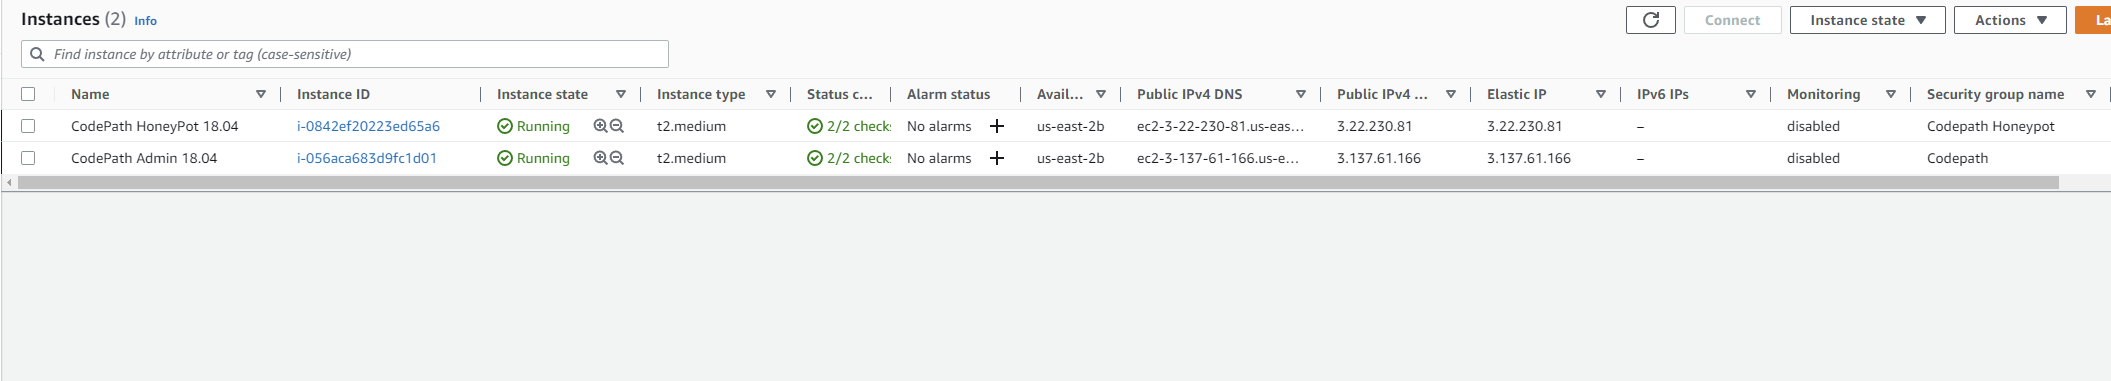 Instances (2) Info
Connect Instance state Actions La
Find instance by attribute or tag (case-sensitive)
Name Instance ID Instance state Instance type Status c... Alarm status Avail... Public IPv4 DNS Public IPv4 ... Elastic IP IPv6 IPs Monitoring Security group name
CodePath HoneyPot 18.04 i-0842ef20223ed65a6 Running t2.medium 2/2 check No alarms + us-east-2b ec2-3-22-230-81.us-eas... 3.22.230.81 3.22.230.81 – disabled Codepath Honeypot
CodePath Admin 18.04 i-056aca683d9fc1d01 Running t2.medium 2/2 check No alarms + us-east-2b ec2-3-137-61-166.us-e... 3.137.61.166 3.137.61.166 – disabled Codepath